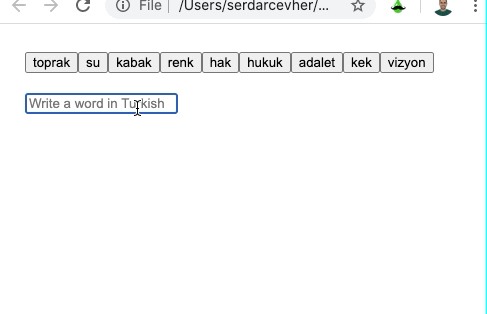 File | /Users/serdarcevher/...
toprak su kabak renk hak hukuk adalet kek vizyon
Write a word in Turkish